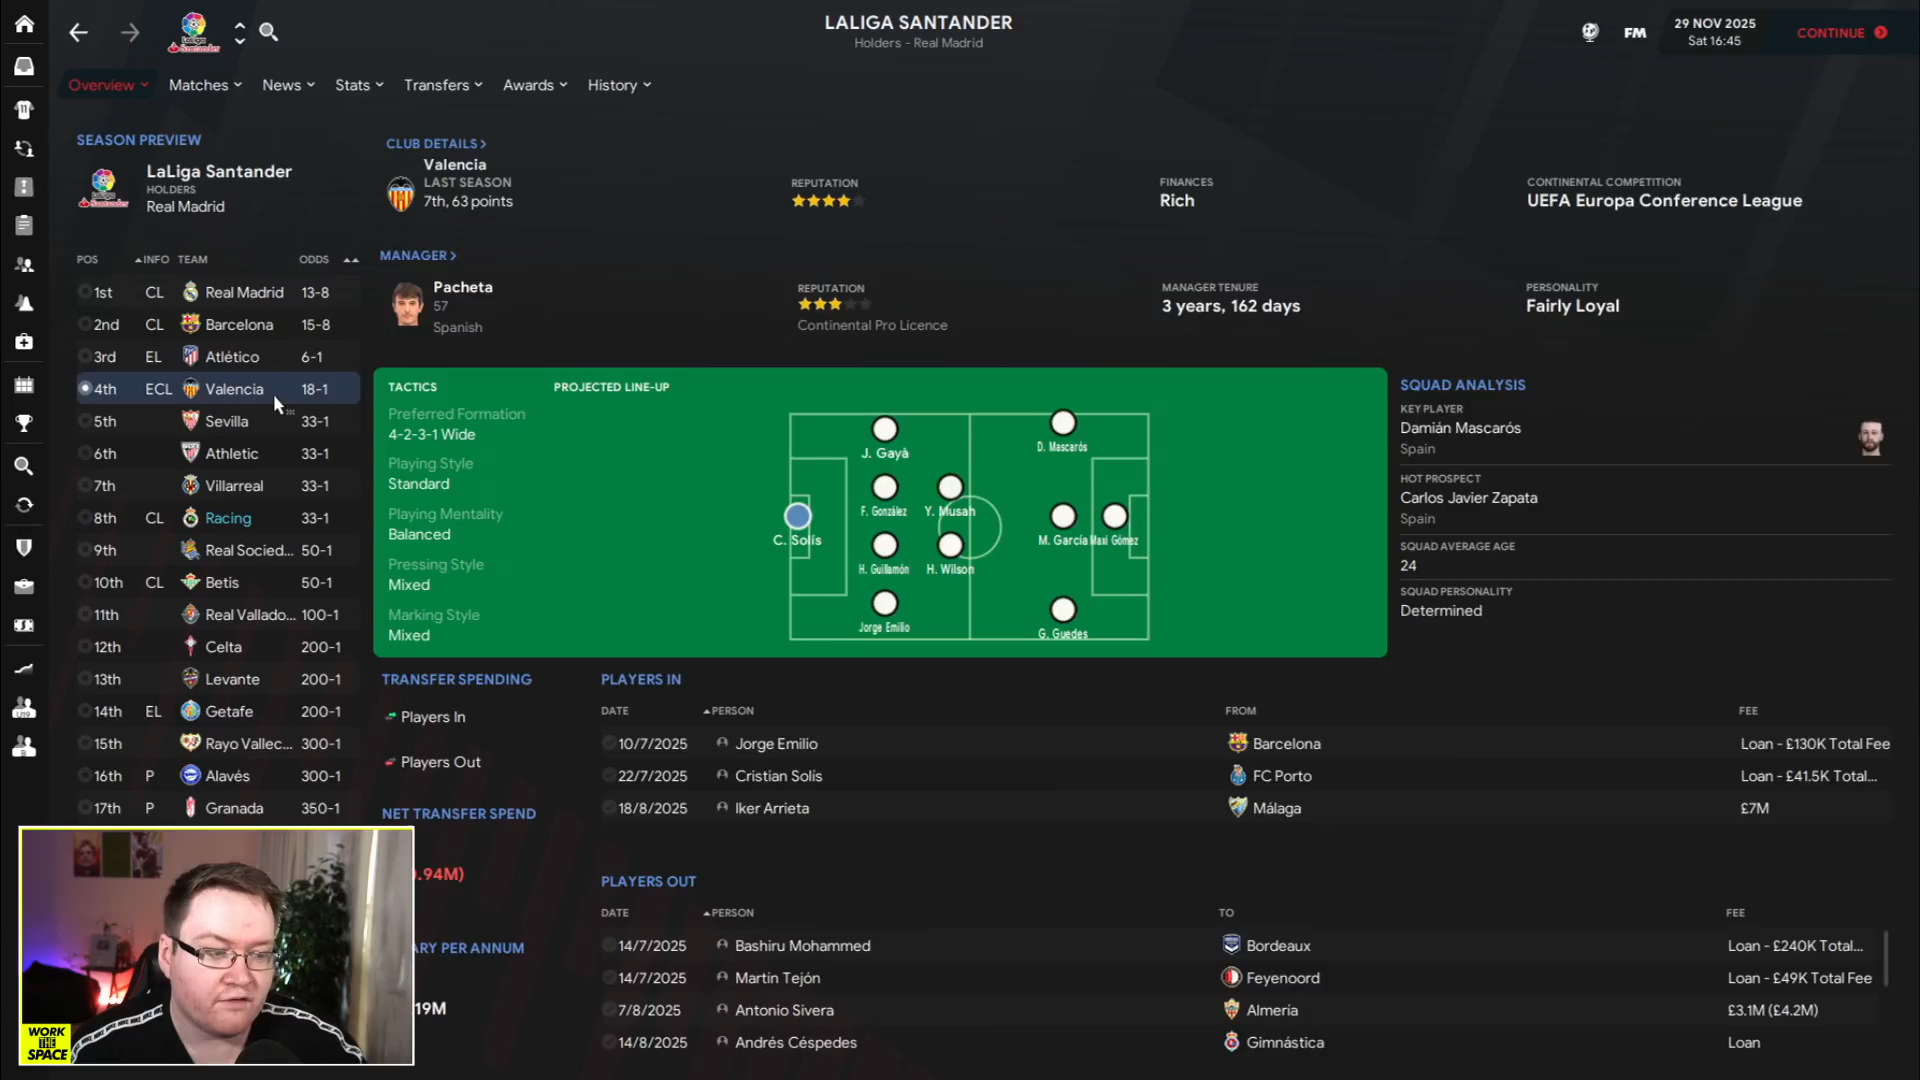 LALIGA SANTANDER
Holders - Real Madrid
FM
29 NOV 2025
Sat 16:45
CONTINUE
Overview
Matches
News
Stats
Transfers
Awards
History
SEASON PREVIEW
LaLiga Santander
HOLDERS
Real Madrid
POS INFO TEAM ODDS
1st CL Real Madrid 13-8
2nd CL Barcelona 15-8
3rd EL Atlético 6-1
4th ECL Valencia 18-1
5th Sevilla 33-1
6th Athletic 33-1
7th Villarreal 33-1
8th CL Racing 33-1
9th Real Socied... 50-1
10th CL Betis 50-1
11th Real Vallado... 100-1
12th Celta 200-1
13th Levante 200-1
14th EL Getafe 200-1
15th Rayo Vallec... 300-1
16th P Alavés 300-1
17th P Granada 350-1
CLUB DETAILS >
Valencia
LAST SEASON
7th, 63 points
REPUTATION
FINANCES
Rich
CONTINENTAL COMPETITION
UEFA Europa Conference League
MANAGER >
Pacheta
57
Spanish
REPUTATION
Continental Pro Licence
MANAGER TENURE
3 years, 162 days
PERSONALITY
Fairly Loyal
TACTICS
Preferred Formation
4-2-3-1 Wide
Playing Style
Standard
Playing Mentality
Balanced
Pressing Style
Mixed
Marking Style
Mixed
PROJECTED LINE-UP
J. Gayà
D. Mascarós
F. González
Y. Musah
C. Solís
M. García
Maxi Gómez
H. Guillamón
H. Wilson
Jorge Emilio
G. Guedes
SQUAD ANALYSIS
KEY PLAYER
Damián Mascarós
Spain
HOT PROSPECT
Carlos Javier Zapata
Spain
SQUAD AVERAGE AGE
24
SQUAD PERSONALITY
Determined
TRANSFER SPENDING
Players In
Players Out
NET TRANSFER SPEND
.94M)
ARY PER ANNUM
19M
PLAYERS IN
DATE PERSON FROM FEE
10/7/2025 Jorge Emilio Barcelona Loan - £130K Total Fee
22/7/2025 Cristian Solís FC Porto Loan - £41.5K Total...
18/8/2025 Iker Arrieta Málaga £7M
PLAYERS OUT
DATE PERSON TO FEE
14/7/2025 Bashiru Mohammed Bordeaux Loan - £240K Total...
14/7/2025 Martín Tejón Feyenoord Loan - £49K Total Fee
7/8/2025 Antonio Sivera Almería £3.1M (£4.2M)
14/8/2025 Andrés Céspedes Gimnástica Loan
WORK
THE
SPACE